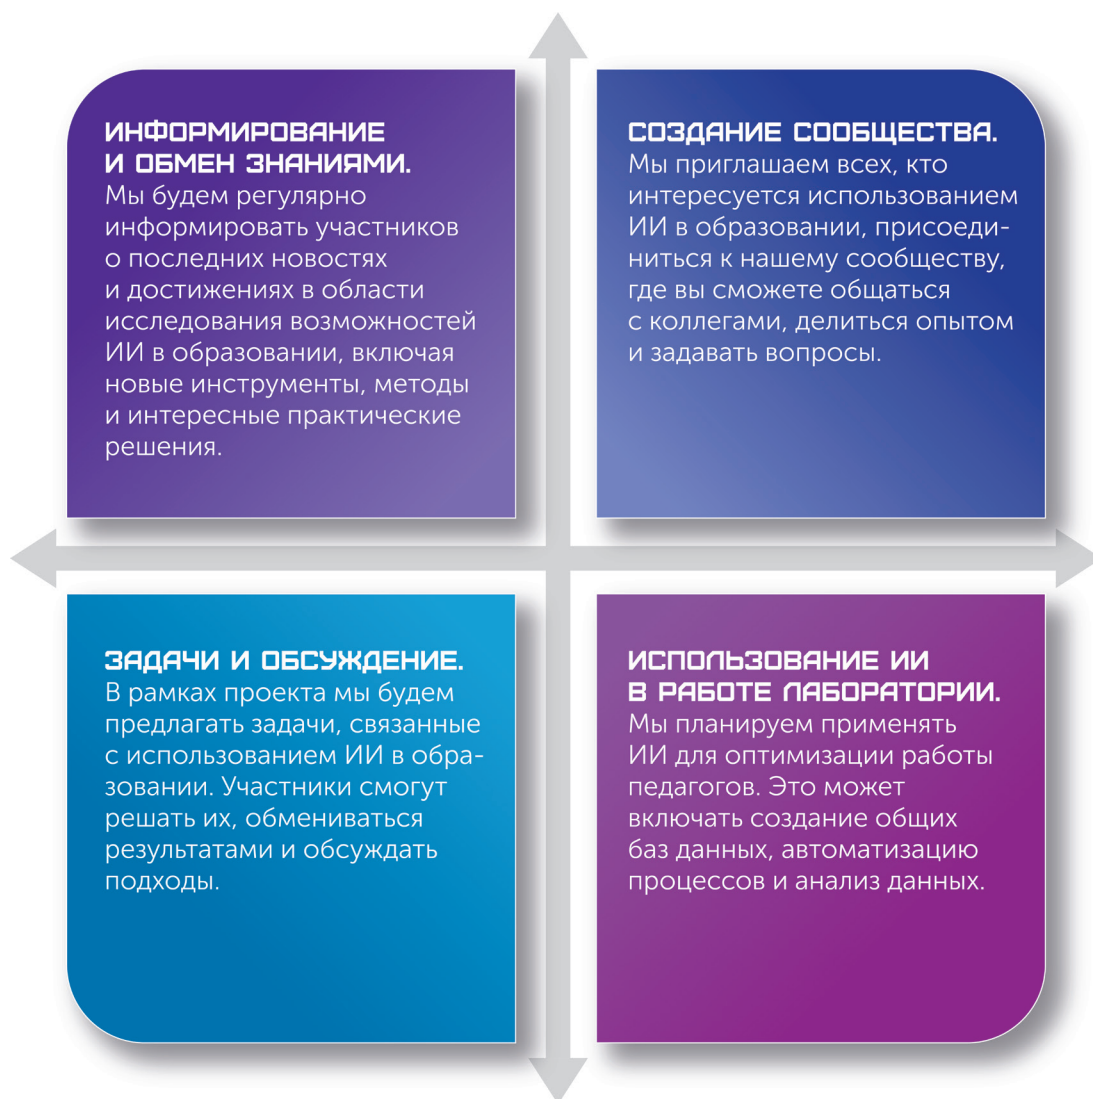 ИНФОРМИРОВАНИЕ
И ОБМЕН ЗНАНИЯМИ.
Мы будем регулярно
информировать участников
о последних новостях
и достижениях в области
исследования возможностей
ИИ в образовании, включая
новые инструменты, методы
и интересные практические
решения.
СОЗДАНИЕ СООБЩЕСТВА.
Мы приглашаем всех, кто
интересуется использованием
ИИ в образовании, присоеди-
ниться к нашему сообществу,
где вы сможете общаться
с коллегами, делиться опытом
и задавать вопросы.
ЗАДАЧИ И ОБСУЖДЕНИЕ.
В рамках проекта мы будем
предлагать задачи, связанные
с использованием ИИ в обра-
зовании. Участники смогут
решать их, обмениваться
результатами и обсуждать
подходы.
ИСПОЛЬЗОВАНИЕ ИИ
В РАБОТЕ ЛАБОРАТОРИИ.
Мы планируем применять
ИИ для оптимизации работы
педагогов. Это может
включать создание общих
баз данных, автоматизацию
процессов и анализ данных.